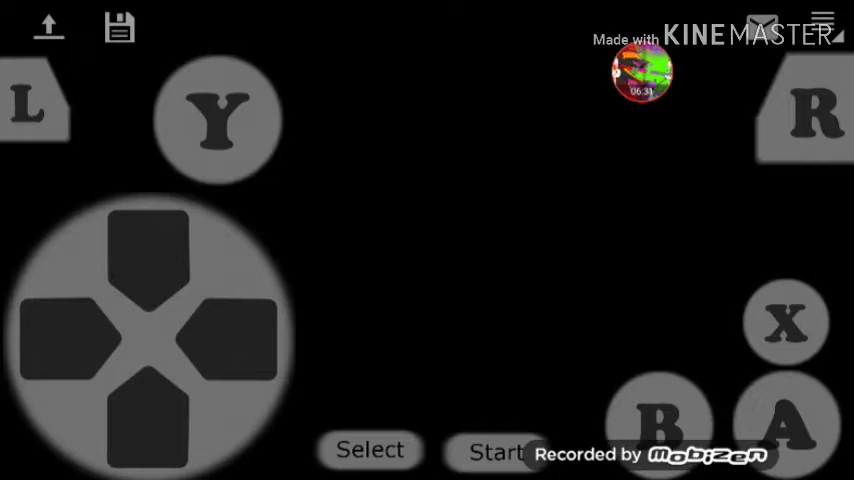 Made with KINEMASTER
06:31
L
Y
R
X
B
A
Select
Start
Recorded by Mobizen